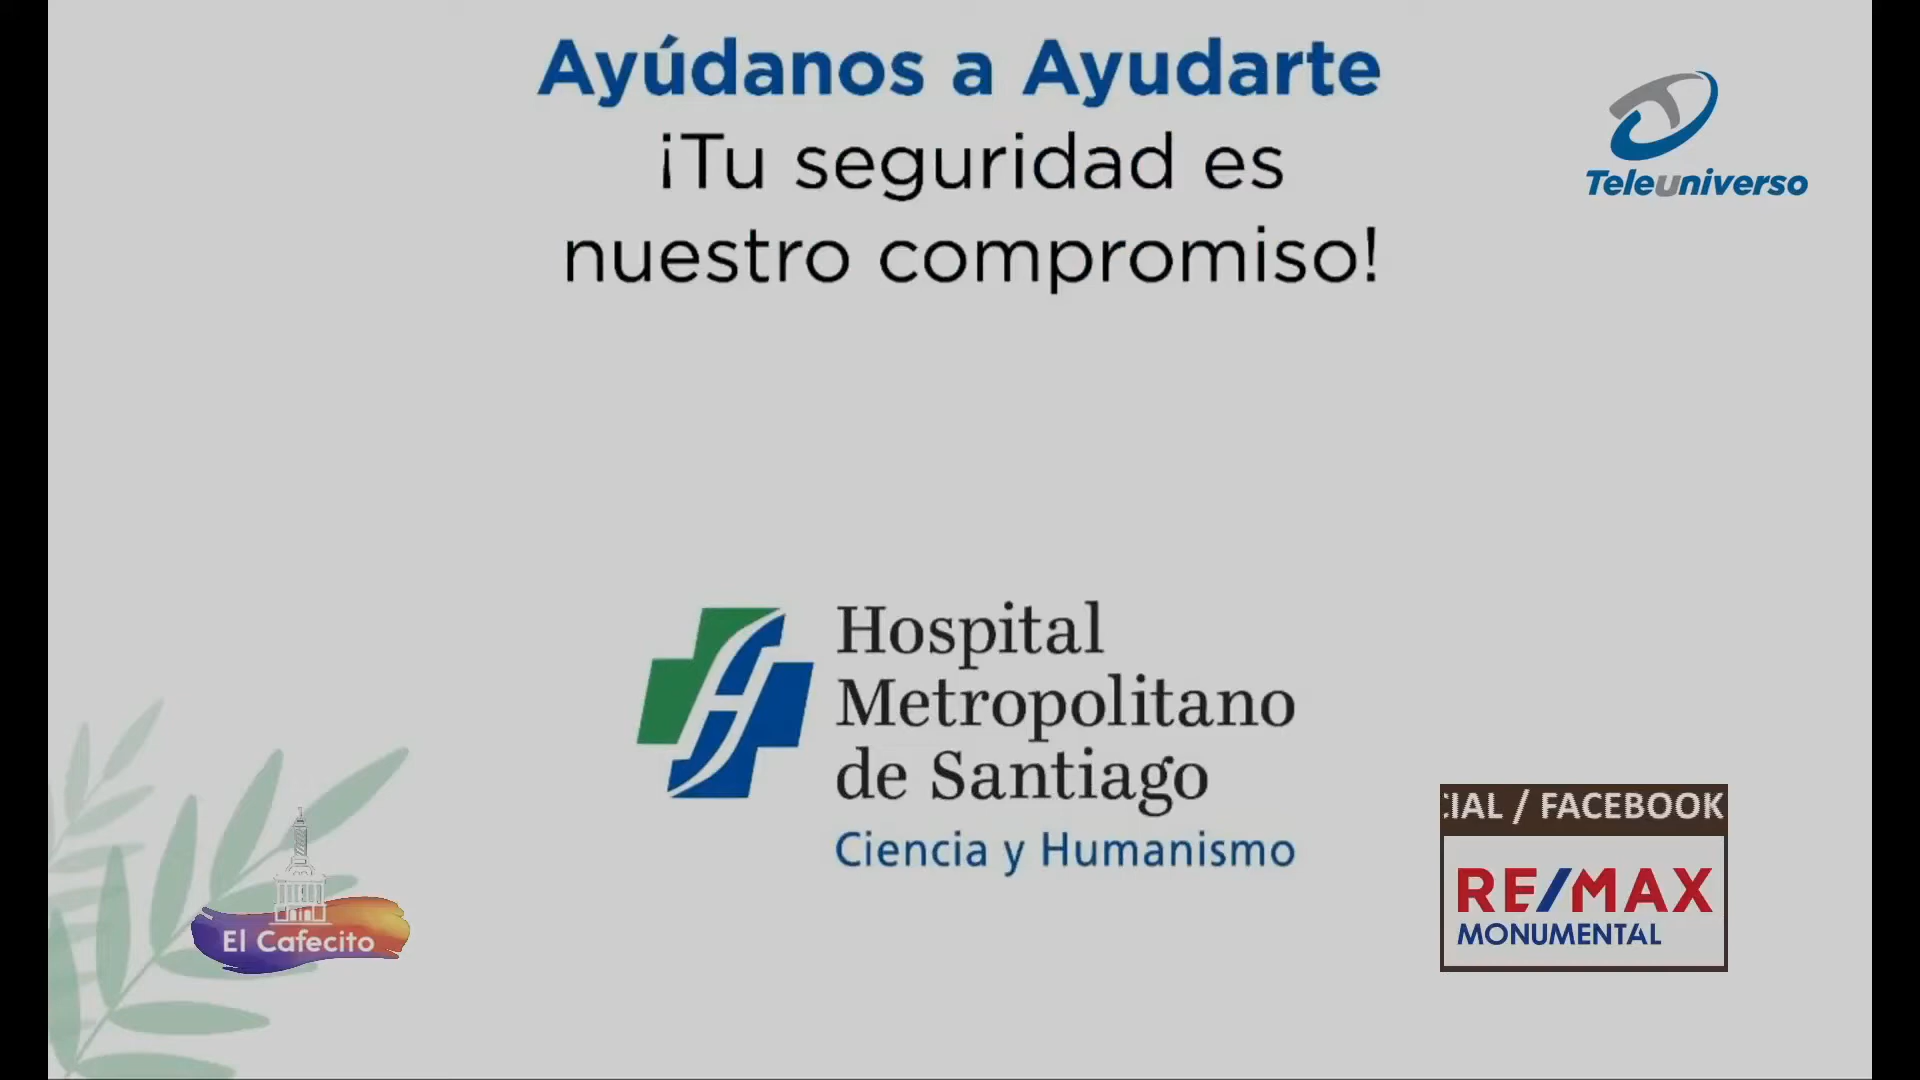 Ayúdanos a Ayudarte
¡Tu seguridad es
nuestro compromiso!
Teleuniverso
Hospital
Metropolitano
de Santiago
Ciencia y Humanismo
El Cafecito
/ FACEBOOK
RE/MAX
MONUMENTAL